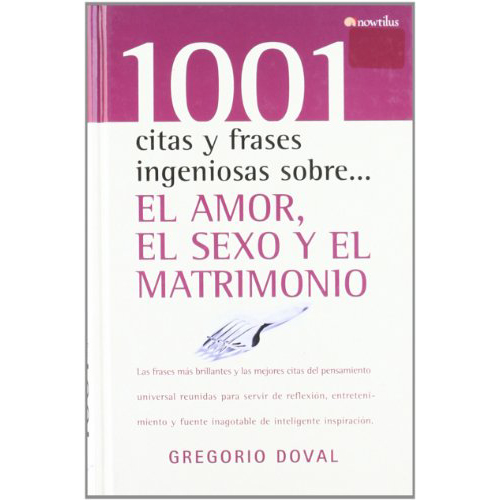 nowtilus
1001
citas y frases
ingeniosas sobre...
EL AMOR,
EL SEXO Y EL
MATRIMONIO
Las frases más brillantes y las mejores citas del pensamiento
universal reunidas para servir de reflexión, entreteni-
miento y fuente inagotable de inteligente inspiración.
GREGORIO DOVAL